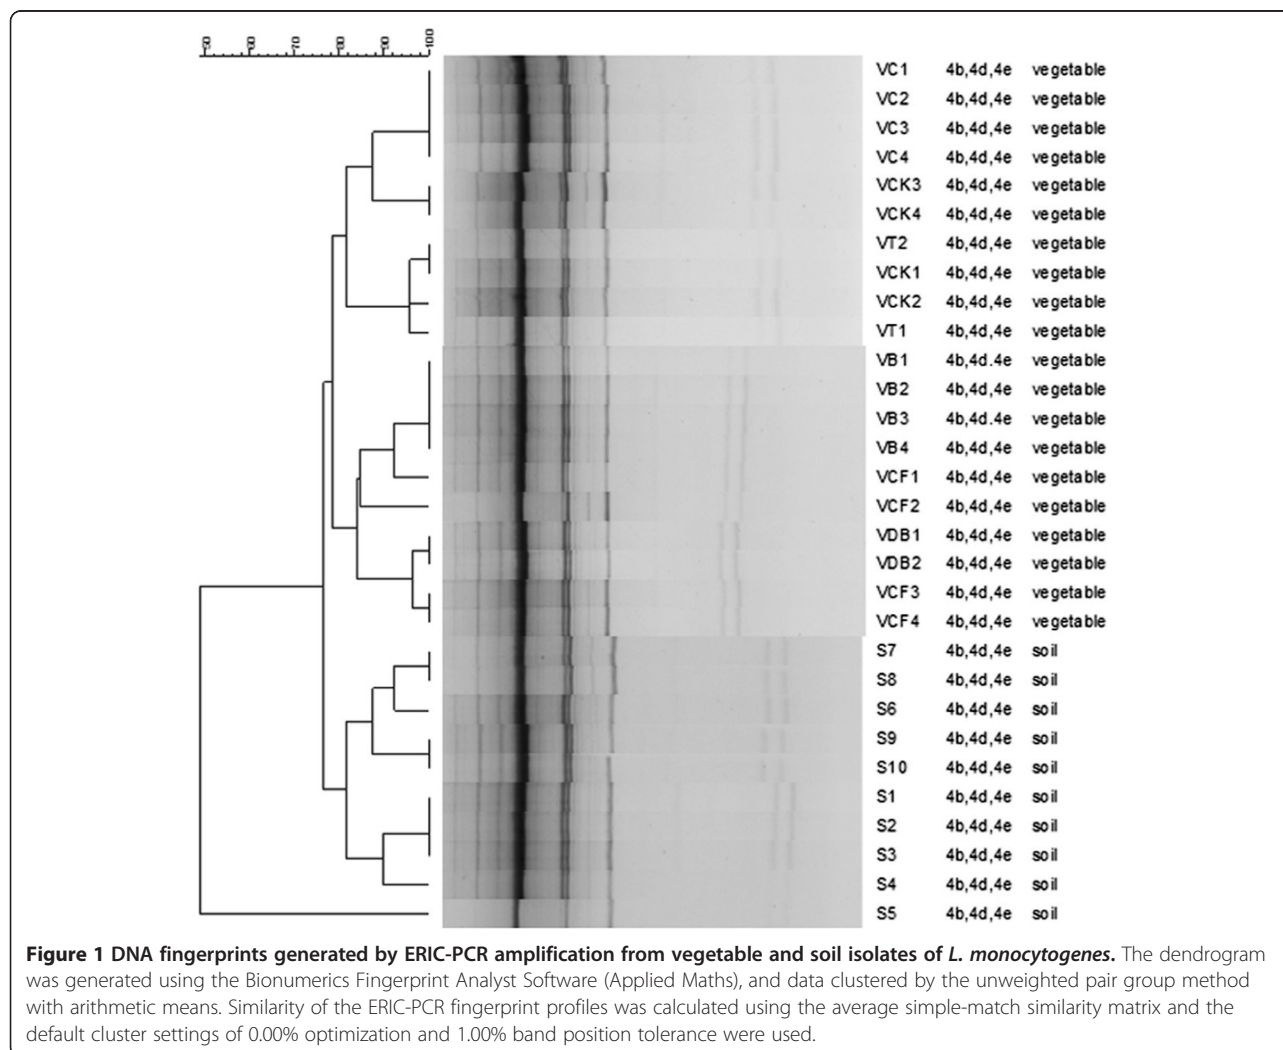 50 60 70 80 90 100
VC1 4b,4d,4e vegetable
VC2 4b,4d,4e vegetable
VC3 4b,4d,4e vegetable
VC4 4b,4d,4e vegetable
VCK3 4b,4d,4e vegetable
VCK4 4b,4d,4e vegetable
VT2 4b,4d,4e vegetable
VCK1 4b,4d,4e vegetable
VCK2 4b,4d,4e vegetable
VT1 4b,4d,4e vegetable
VB1 4b,4d.4e vegetable
VB2 4b,4d,4e vegetable
VB3 4b,4d.4e vegetable
VB4 4b,4d,4e vegetable
VCF1 4b,4d,4e vegetable
VCF2 4b,4d,4e vegetable
VDB1 4b,4d,4e vegetable
VDB2 4b,4d,4e vegetable
VCF3 4b,4d,4e vegetable
VCF4 4b,4d,4e vegetable
S7 4b,4d,4e soil
S8 4b,4d,4e soil
S6 4b,4d,4e soil
S9 4b,4d,4e soil
S10 4b,4d,4e soil
S1 4b,4d,4e soil
S2 4b,4d,4e soil
S3 4b,4d,4e soil
S4 4b,4d,4e soil
S5 4b,4d,4e soil
Figure 1 DNA fingerprints generated by ERIC-PCR amplification from vegetable and soil isolates of L. monocytogenes. The dendrogram
was generated using the Bionumerics Fingerprint Analyst Software (Applied Maths), and data clustered by the unweighted pair group method
with arithmetic means. Similarity of the ERIC-PCR fingerprint profiles was calculated using the average simple-match similarity matrix and the
default cluster settings of 0.00% optimization and 1.00% band position tolerance were used.